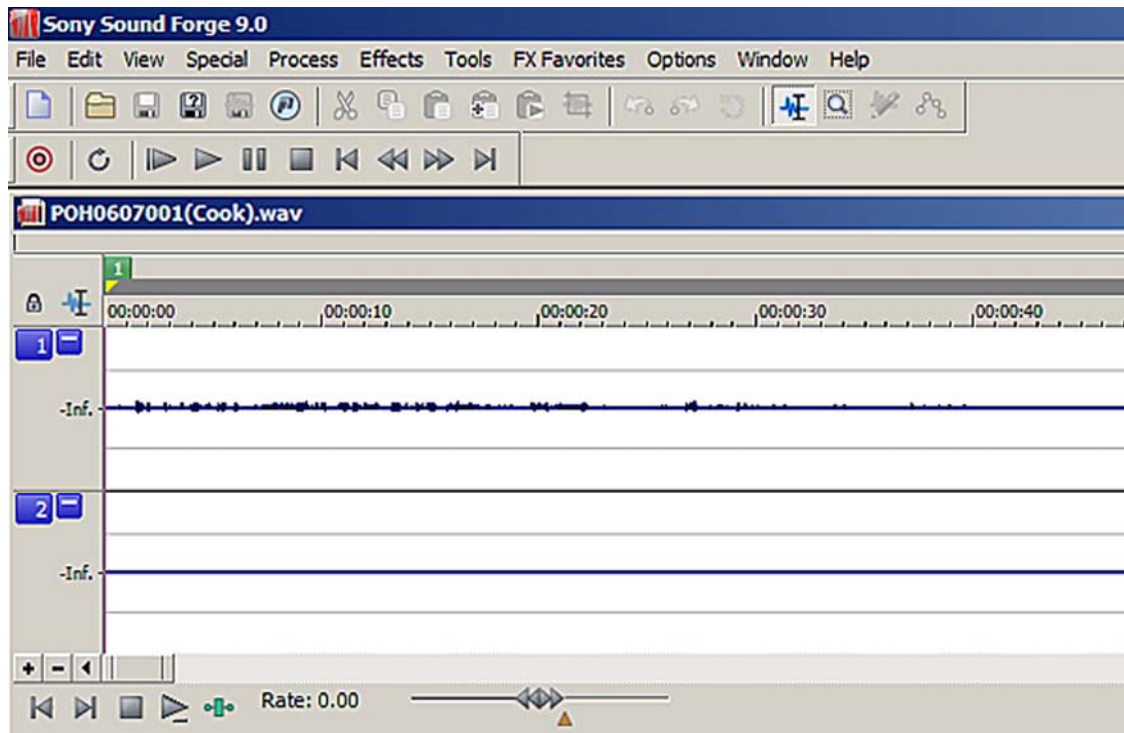 Sony Sound Forge 9.0
File Edit View Special Process Effects Tools FX Favorites Options Window Help
POH0607001(Cook).wav
1
00:00:00 00:00:10 00:00:20 00:00:30 00:00:40
1
-Inf.
2
-Inf.
Rate: 0.00